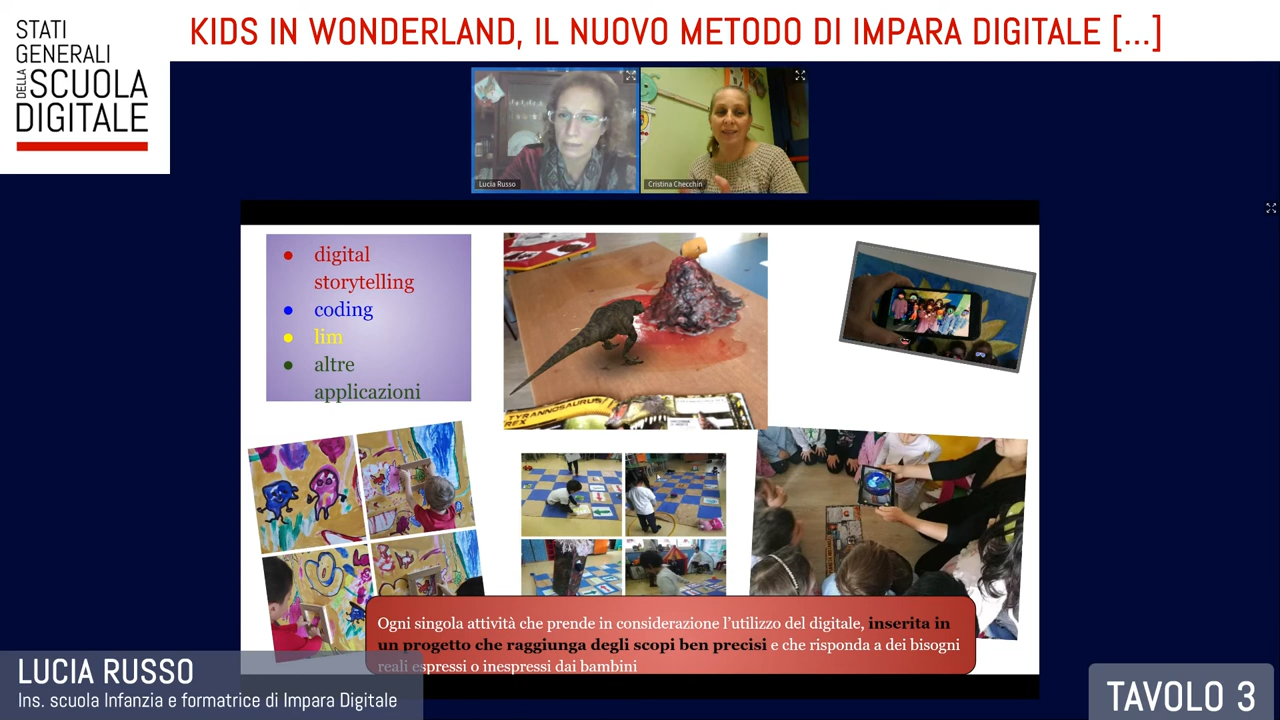 STATI
GENERALI
DELLA SCUOLA
DIGITALE
KIDS IN WONDERLAND, IL NUOVO METODO DI IMPARA DIGITALE [...]
Lucia Russo
Cristina Checchin
digital
storytelling
coding
lim
altre
applicazioni
TYRANNOSAURUS
REX
Ogni singola attività che prende in considerazione l'utilizzo del digitale, inserita in
un progetto che raggiunga degli scopi ben precisi e che risponda a dei bisogni
reali espressi o inespressi dai bambini
LUCIA RUSSO
Ins. scuola Infanzia e formatrice di Impara Digitale
TAVOLO 3